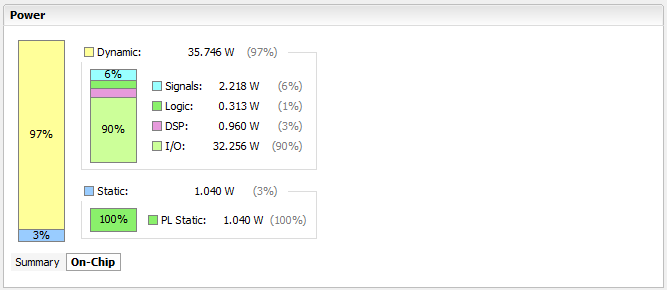 Power
Dynamic: 35.746 W (97%)
6%
Signals: 2.218 W (6%)
Logic: 0.313 W (1%)
DSP: 0.960 W (3%)
97%
90%
I/O: 32.256 W (90%)
Static: 1.040 W (3%)
100%
PL Static: 1.040 W (100%)
3%
Summary On-Chip